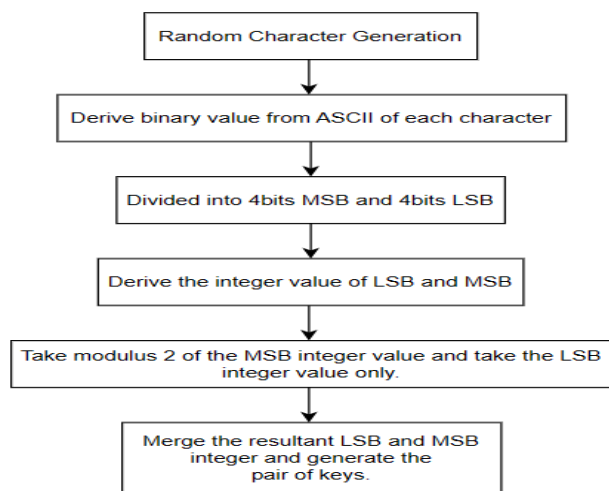 Random Character Generation
Derive binary value from ASCII of each character
Divided into 4bits MSB and 4bits LSB
Derive the integer value of LSB and MSB
Take modulus 2 of the MSB integer value and take the LSB
integer value only.
Merge the resultant LSB and MSB
integer and generate the
pair of keys.